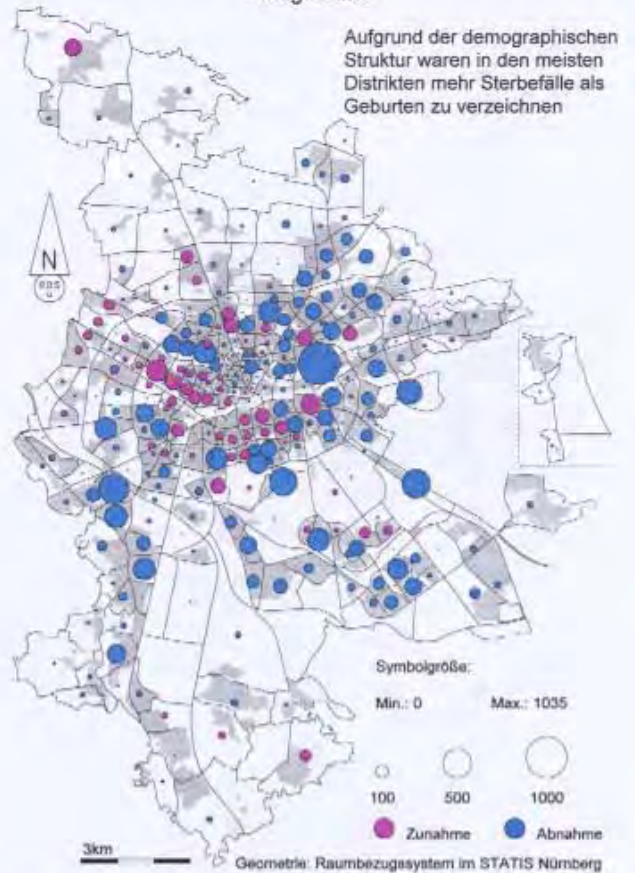 Aufgrund der demographischen
Struktur waren in den meisten
Distrikten mehr Sterbefälle als
Geburten zu verzeichnen
N
Symbolgröße:
Min.: 0 Max.: 1035
100 500 1000
Zunahme Abnahme
3km
Geometrie: Raumbezugssystem im STATIS Nürnberg